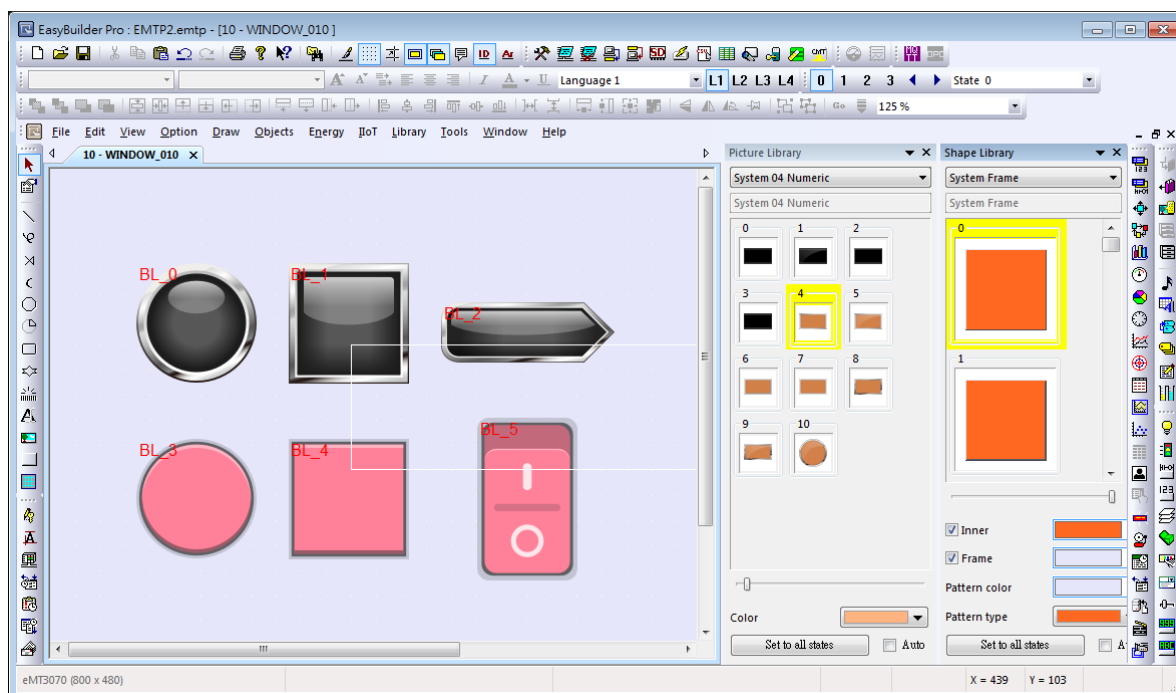 EasyBuilder Pro : EMTP2.emtp - [10 - WINDOW_010 ]
Language 1 L1 L2 L3 L4 0 1 2 3 State 0
Go 125 %
File Edit View Option Draw Objects Energy IIoT Library Tools Window Help
10 - WINDOW_010
Picture Library
System 04 Numeric
System 04 Numeric
0 1 2
3 4 5
6 7 8
9 10
Color
Set to all states Auto
Shape Library
System Frame
System Frame
0
1
Inner
Frame
Pattern color
Pattern type
Set to all states A
BL_0 BL_1
BL_2
BL_3 BL_4 BL_5
eMT3070 (800 x 480) X = 439 Y = 103